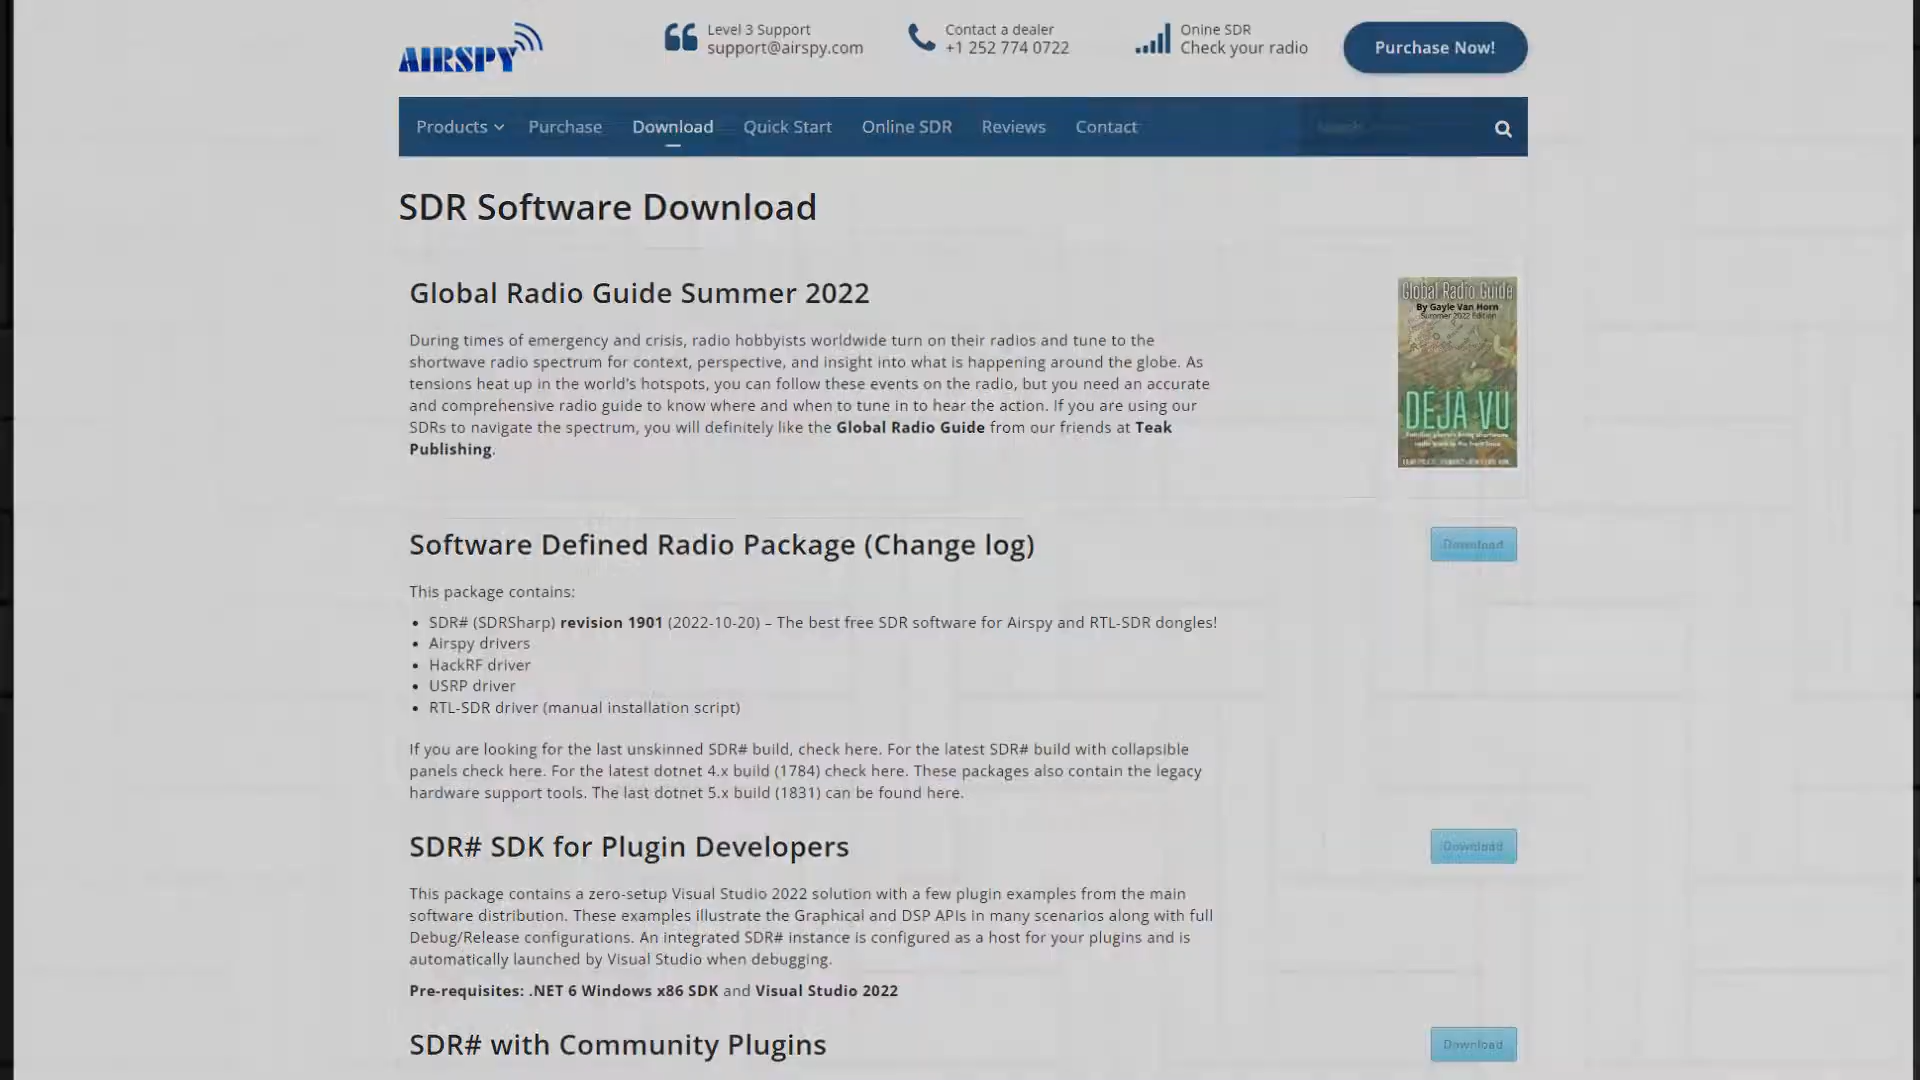 AIRSPY
Level 3 Support
support@airspy.com
Contact a dealer
+1 252 774 0722
Onine SDR
Check your radio
Purchase Now!
Products Purchase Download Quick Start Online SDR Reviews Contact
SDR Software Download
Global Radio Guide Summer 2022
During times of emergency and crisis, radio hobbyists worldwide turn on their radios and tune to the
shortwave radio spectrum for context, perspective, and insight into what is happening around the globe. As
tensions heat up in the world's hotspots, you can follow these events on the radio, but you need an accurate
and comprehensive radio guide to know where and when to tune in to hear the action. If you are using our
SDRs to navigate the spectrum, you will definitely like the Global Radio Guide from our friends at Teak
Publishing.
Global Radio Guide
By Gayle Van Horn
Summer 2022 Edition
DÉJÀ VU
Software Defined Radio Package (Change log)
Download
This package contains:
• SDR# (SDRSharp) revision 1901 (2022-10-20) – The best free SDR software for Airspy and RTL-SDR dongles!
• Airspy drivers
• HackRF driver
• USRP driver
• RTL-SDR driver (manual installation script)
If you are looking for the last unskinned SDR# build, check here. For the latest SDR# build with collapsible
panels check here. For the latest dotnet 4.x build (1784) check here. These packages also contain the legacy
hardware support tools. The last dotnet 5.x build (1831) can be found here.
SDR# SDK for Plugin Developers
Download
This package contains a zero-setup Visual Studio 2022 solution with a few plugin examples from the main
software distribution. These examples illustrate the Graphical and DSP APIs in many scenarios along with full
Debug/Release configurations. An integrated SDR# instance is configured as a host for your plugins and is
automatically launched by Visual Studio when debugging.
Pre-requisites: .NET 6 Windows x86 SDK and Visual Studio 2022
SDR# with Community Plugins
Download